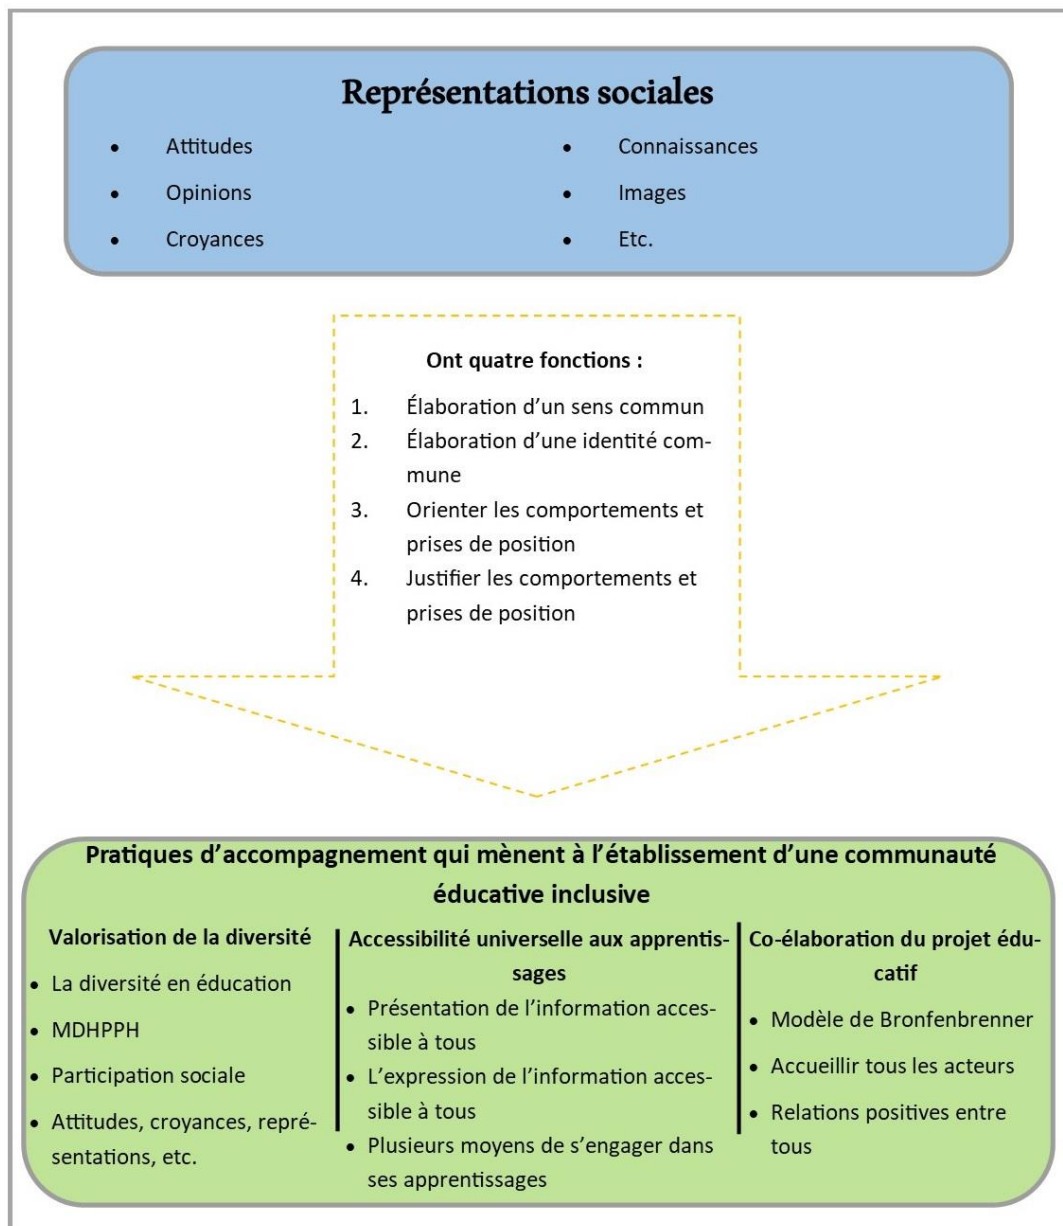 Représentations sociales
• Attitudes
• Opinions
• Croyances
• Connaissances
• Images
• Etc.
Ont quatre fonctions :
1. Élaboration d’un sens commun
2. Élaboration d’une identité com-
mune
3. Orienter les comportements et
prises de position
4. Justifier les comportements et
prises de position
Pratiques d’accompagnement qui mènent à l’établissement d’une communauté
éducative inclusive
Valorisation de la diversité
• La diversité en éducation
• MDHPPH
• Participation sociale
• Attitudes, croyances, repré-
sentations, etc.
Accessibilité universelle aux apprentis-
sages
• Présentation de l’information acces-
sible à tous
• L’expression de l’information acces-
sible à tous
• Plusieurs moyens de s’engager dans
ses apprentissages
Co-élaboration du projet édu-
catif
• Modèle de Bronfenbrenner
• Accueillir tous les acteurs
• Relations positives entre
tous